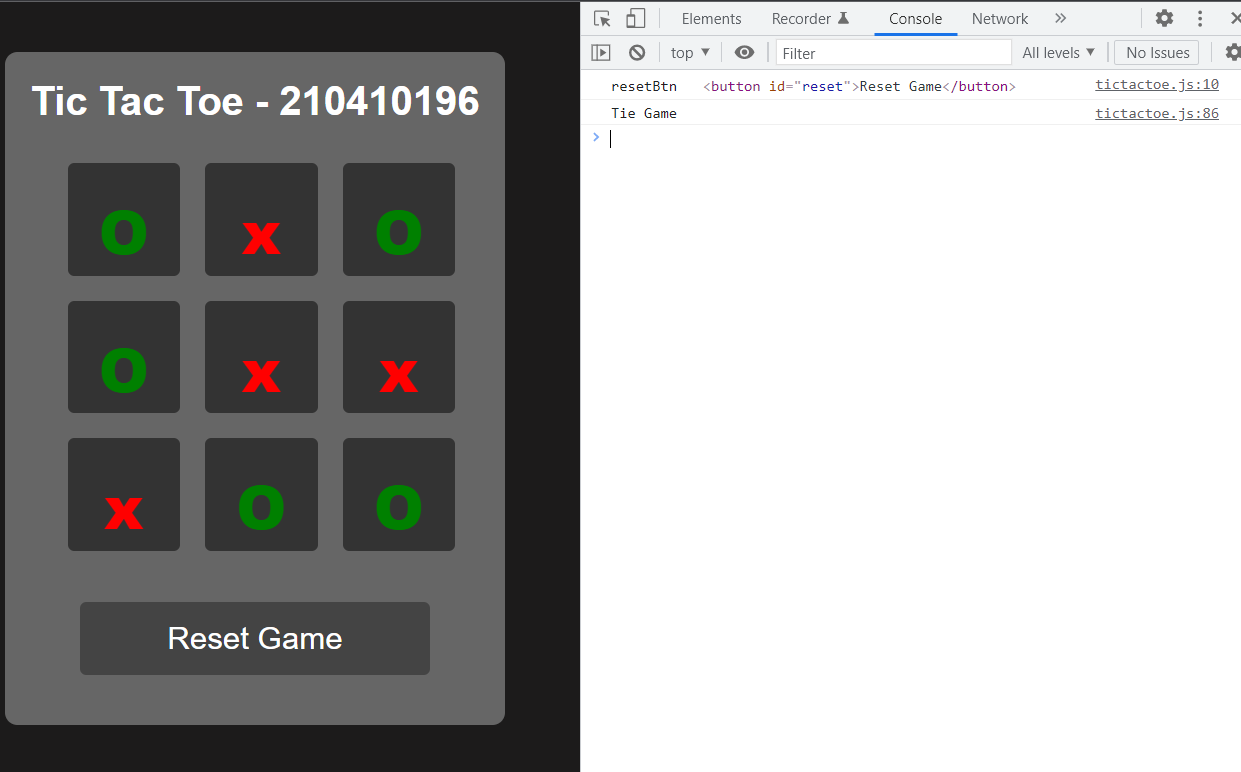 Tic Tac Toe - 210410196
O x O
O x x
x O O
Reset Game
Elements Recorder Console Network
top Filter All levels No Issues
resetBtn <button id="reset">Reset Game</button> tictactoe.js:10
Tie Game tictactoe.js:86